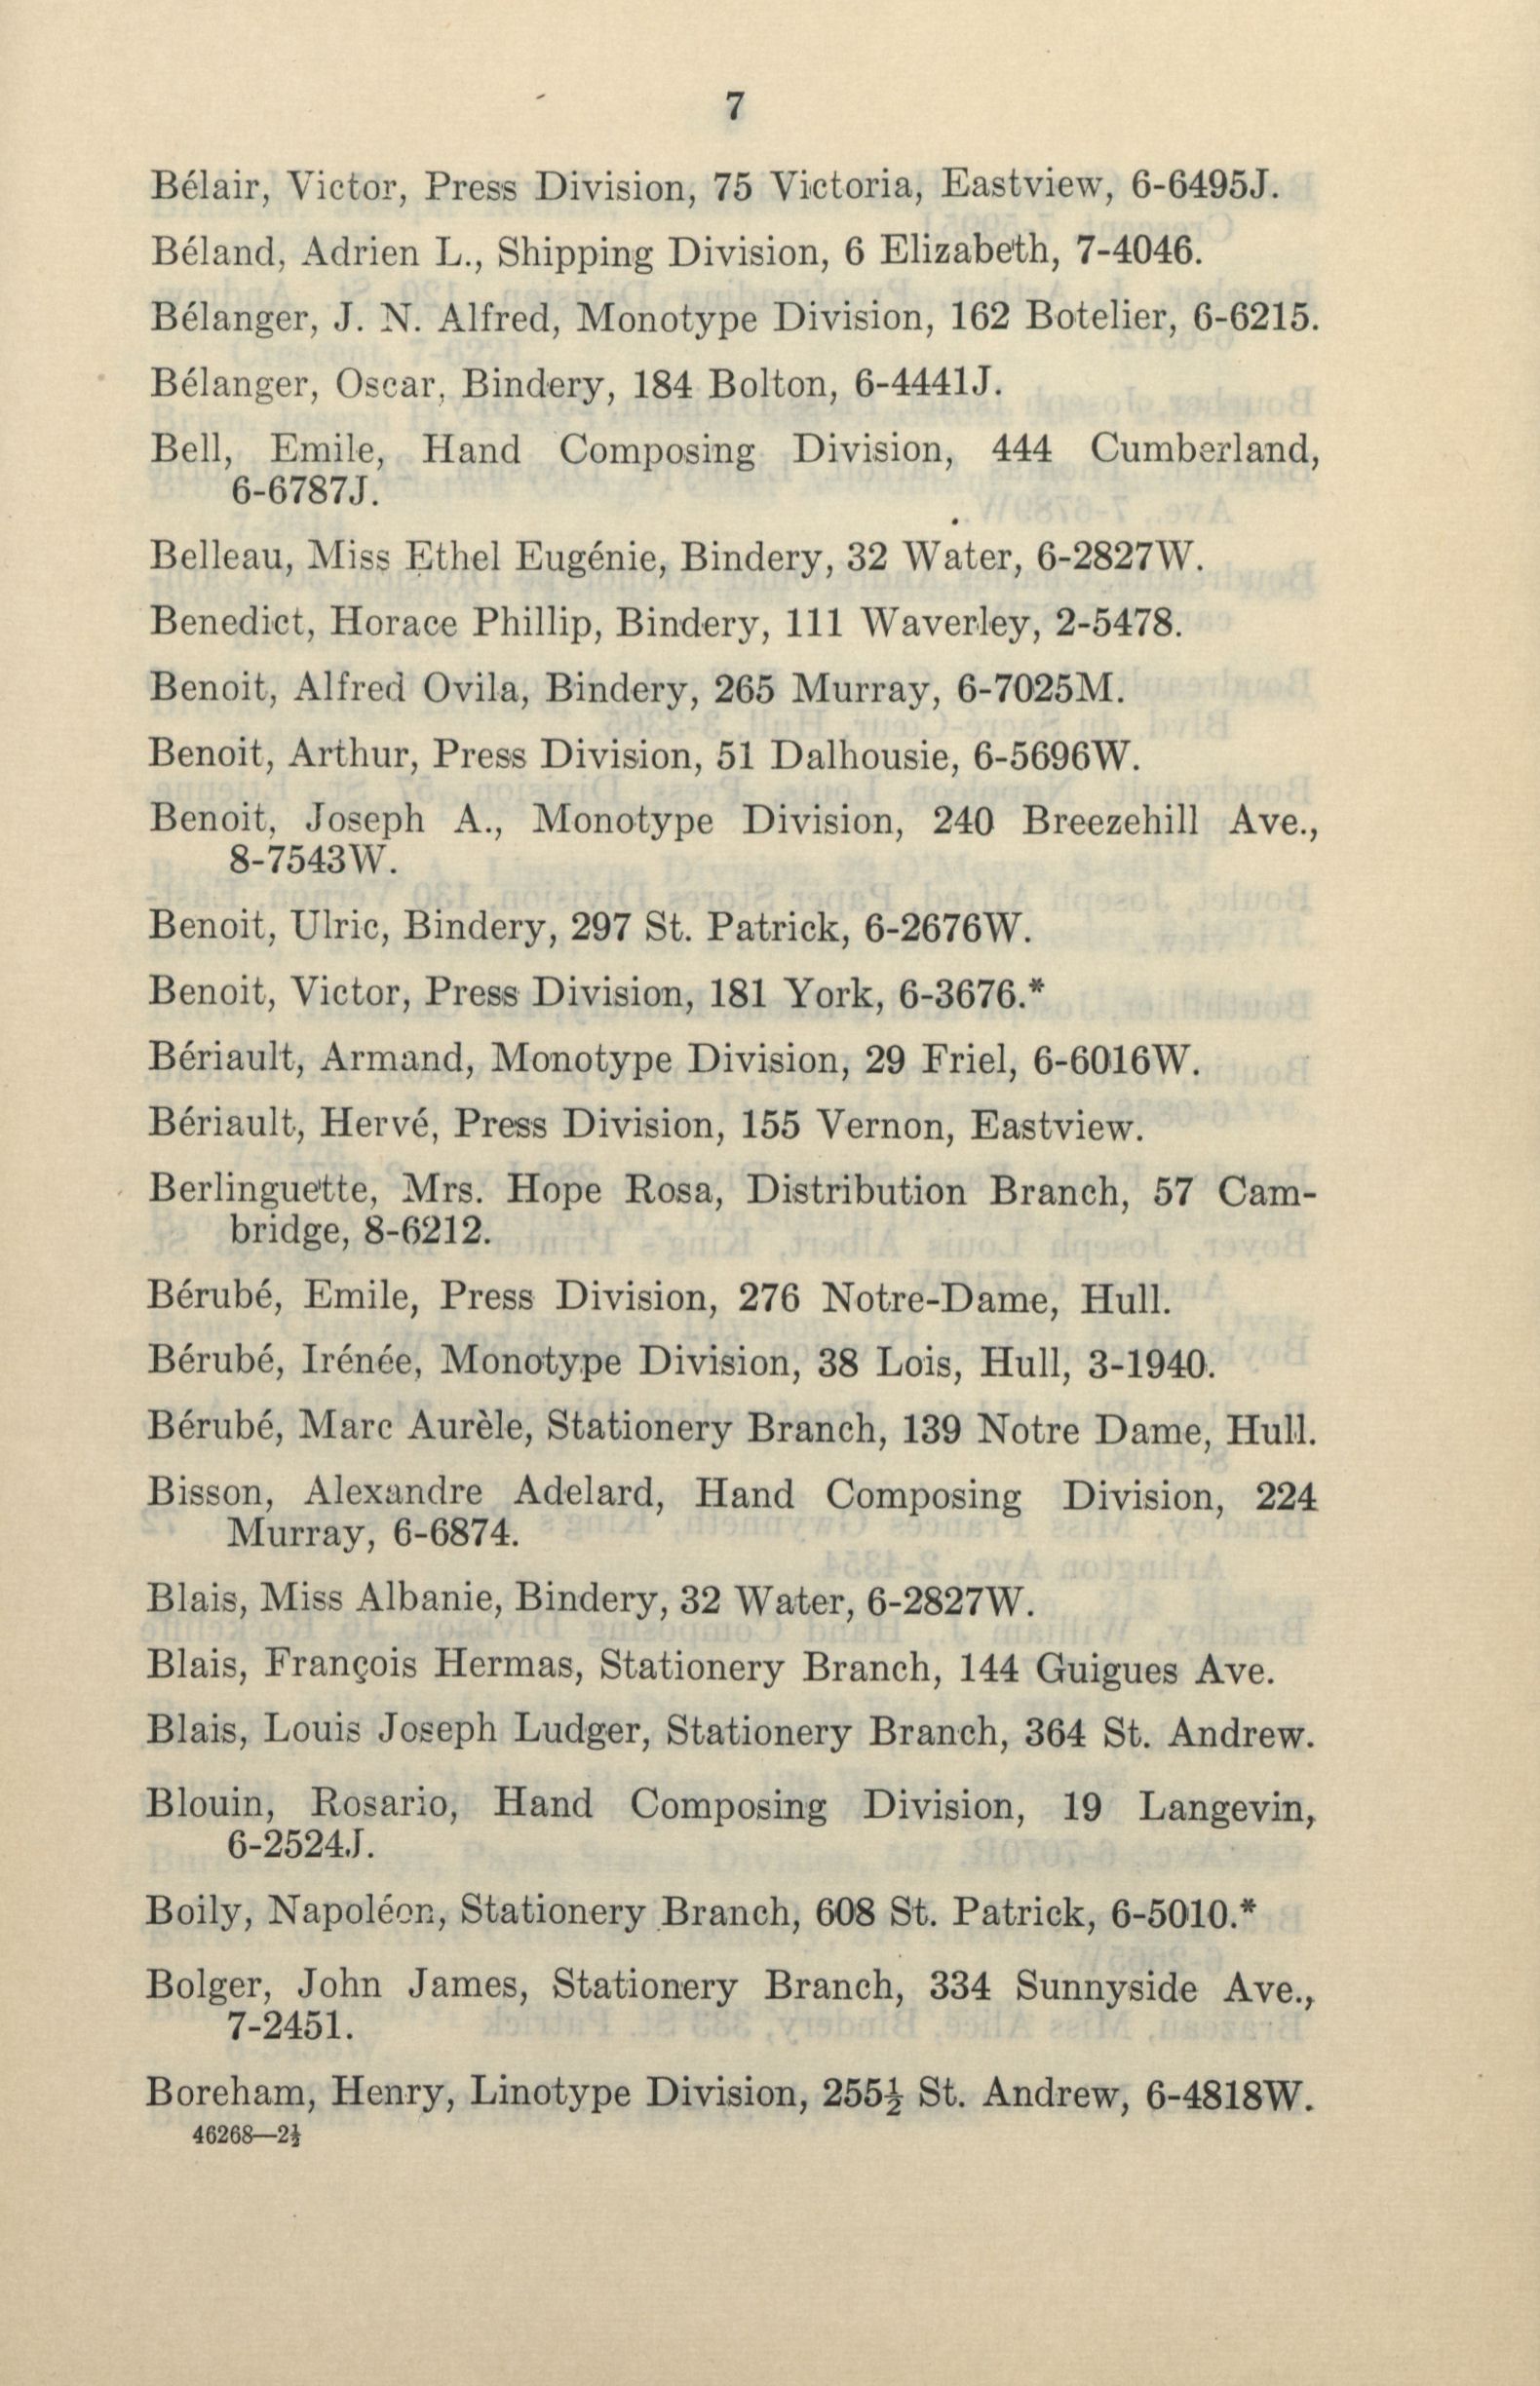 7
Bélair, Victor, Press Division, 75 Victoria, Eastview, 6-6495J.
Béland, Adrien L., Shipping Division, 6 Elizabeth, 7-4046.
Bélanger, J. N. Alfred, Monotype Division, 162 Botelier, 6-6215.
Bélanger, Oscar, Bindery, 184 Bolton, 6-4441J.
Bell, Emile, Hand Composing Division, 444 Cumberland,
6-6787J.
Belleau, Miss Ethel Eugénie, Bindery, 32 Water, 6-2827W.
Benedict, Horace Phillip, Bindery, 111 Waverley, 2-5478.
Benoit, Alfred Ovila, Bindery, 265 Murray, 6-7025M.
Benoit, Arthur, Press Division, 51 Dalhousie, 6-5696W.
Benoit, Joseph A., Monotype Division, 240 Breezehill Ave.,
8-7543W.
Benoit, Ulric, Bindery, 297 St. Patrick, 6-2676W.
Benoit, Victor, Press Division, 181 York, 6-3676.*
Bériault, Armand, Monotype Division, 29 Friel, 6-6016W.
Bériault, Hervé, Press Division, 155 Vernon, Eastview.
Berlinguette, Mrs. Hope Rosa, Distribution Branch, 57 Cam-
bridge, 8-6212.
Bérubé, Emile, Press Division, 276 Notre-Dame, Hull.
Bérubé, Irénée, Monotype Division, 38 Lois, Hull, 3-1940.
Bérubé, Marc Aurèle, Stationery Branch, 139 Notre Dame, Hull.
Bisson, Alexandre Adelard, Hand Composing Division, 224
Murray, 6-6874.
Blais, Miss Albanie, Bindery, 32 Water, 6-2827W.
Blais, François Hermas, Stationery Branch, 144 Guigues Ave.
Blais, Louis Joseph Ludger, Stationery Branch, 364 St. Andrew.
Blouin, Rosario, Hand Composing Division, 19 Langevin,
6-2524J.
Boily, Napoléon, Stationery Branch, 608 St. Patrick, 6-5010.*
Bolger, John James, Stationery Branch, 334 Sunnyside Ave.,
7-2451.
Boreham, Henry, Linotype Division, 255½ St. Andrew, 6-4818W.
46268—2½